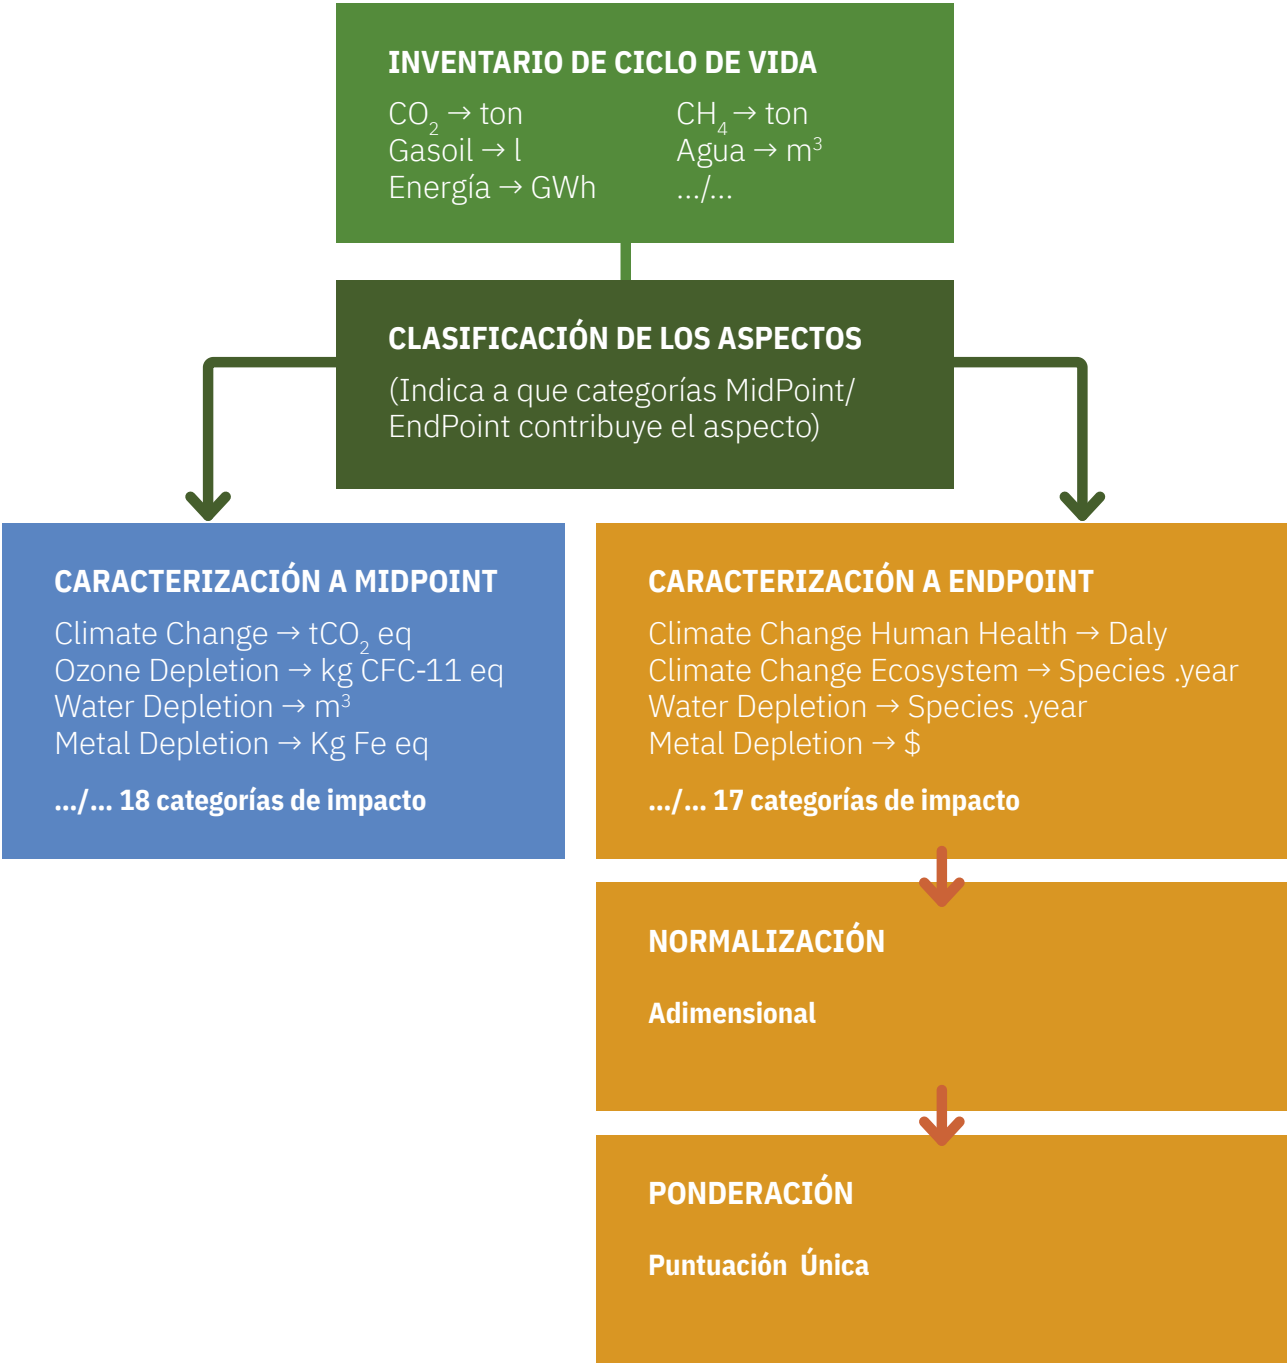 INVENTARIO DE CICLO DE VIDA
CO₂ → ton
Gasoil → l
Energía → GWh
CH₄ → ton
Agua → m³
.../...
CLASIFICACIÓN DE LOS ASPECTOS
(Indica a que categorías MidPoint/
EndPoint contribuye el aspecto)
CARACTERIZACIÓN A MIDPOINT
Climate Change → tCO₂ eq
Ozone Depletion → kg CFC-11 eq
Water Depletion → m³
Metal Depletion → Kg Fe eq
.../... 18 categorías de impacto
CARACTERIZACIÓN A ENDPOINT
Climate Change Human Health → Daly
Climate Change Ecosystem → Species .year
Water Depletion → Species .year
Metal Depletion → $
.../... 17 categorías de impacto
NORMALIZACIÓN
Adimensional
PONDERACIÓN
Puntuación Única